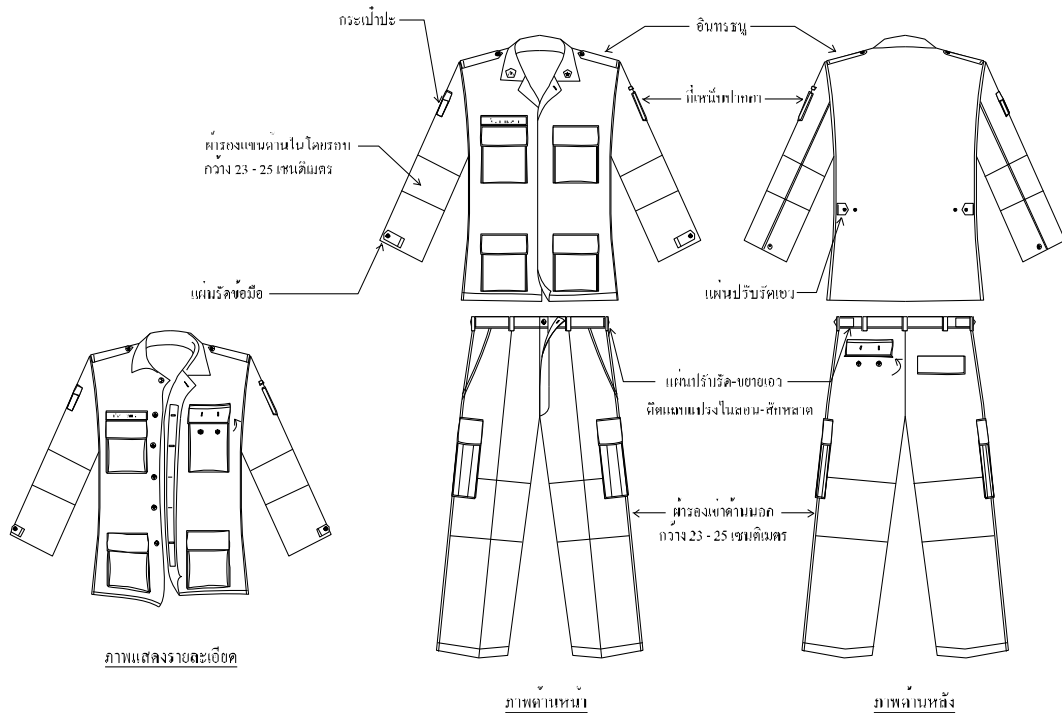 กระเป๋าปะ
อินทรธนู
ที่เหน็บปากกา
ผ้ารองแขนด้านในโดยรอบ
กว้าง 23 - 25 เซนติเมตร
แผ่นรัดข้อมือ
แผ่นปรับรัดเอว
แผ่นปรับรัด-ขยายเอว
ติดแถบแปรงไนลอน-สักหลาด
ผ้ารองเข่าด้านนอก
กว้าง 23 - 25 เซนติเมตร
ภาพแสดงรายละเอียด
ภาพด้านหน้า
ภาพด้านหลัง